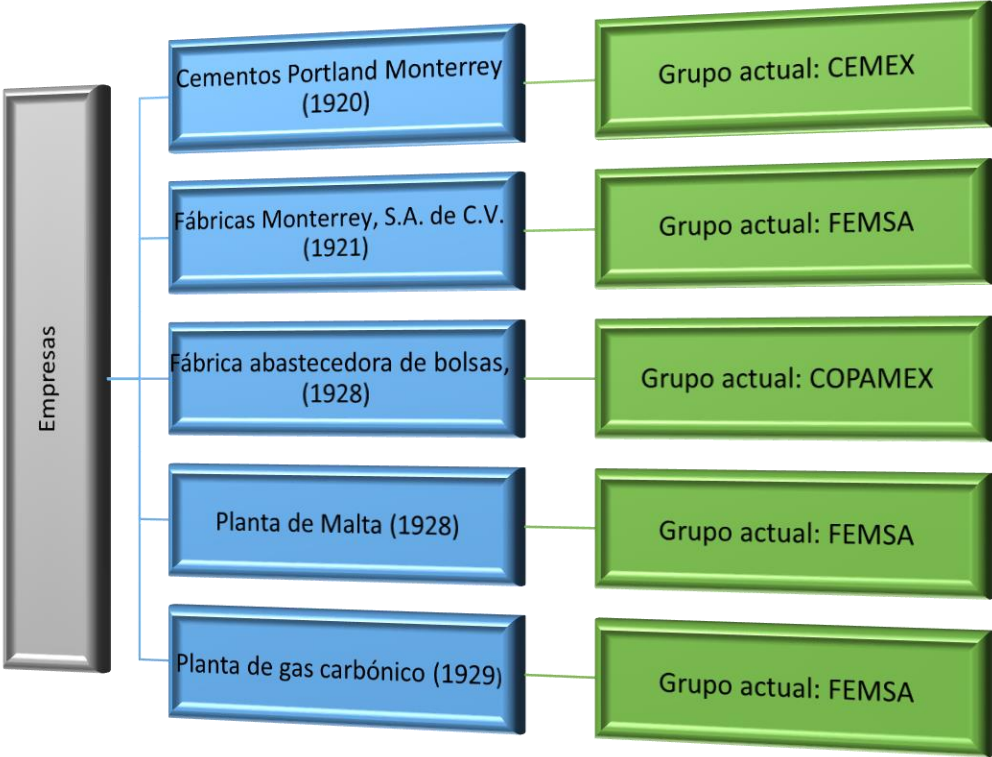 Empresas
Cementos Portland Monterrey
(1920)
Grupo actual: CEMEX
Fábricas Monterrey, S.A. de C.V.
(1921)
Grupo actual: FEMSA
Fábrica abastecedora de bolsas,
(1928)
Grupo actual: COPAMEX
Planta de Malta (1928)
Grupo actual: FEMSA
Planta de gas carbónico (1929)
Grupo actual: FEMSA